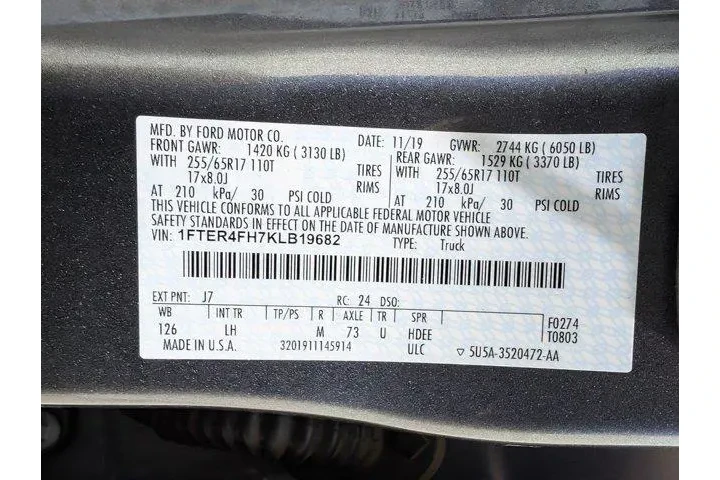 MFD. BY FORD MOTOR CO.
DATE: 11/19 GVWR: 2744 KG (6050 LB)
FRONT GAWR: 1420 KG (3130 LB) REAR GAWR: 1529 KG (3370 LB)
WITH 255/65R17 110T TIRES WITH 255/65R17 110T TIRES
17x8.0J RIMS 17x8.0J RIMS
AT 210 kPa/ 30 PSI COLD AT 210 kPa/ 30 PSI COLD
THIS VEHICLE CONFORMS TO ALL APPLICABLE FEDERAL MOTOR VEHICLE
SAFETY STANDARDS IN EFFECT ON THE DATE OF MANUFACTURE SHOWN ABOVE.
VIN: 1FTER4FH7KLB19682 TYPE: Truck
EXT PNT: J7 RC: 24 DSO:
WB INT TR TP/PS R AXLE TR SPR F0274
126 LH M 73 U HDEE T0803
MADE IN U.S.A. 3201911145914 ULC ▽ 5U5A-3520472-AA